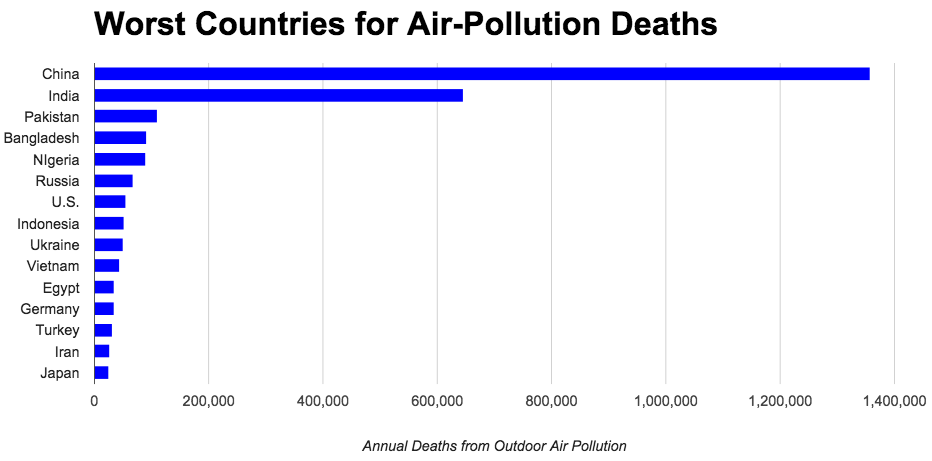 Worst Countries for Air-Pollution Deaths
China
India
Pakistan
Bangladesh
NIgeria
Russia
U.S.
Indonesia
Ukraine
Vietnam
Egypt
Germany
Turkey
Iran
Japan
0 200,000 400,000 600,000 800,000 1,000,000 1,200,000 1,400,000
Annual Deaths from Outdoor Air Pollution